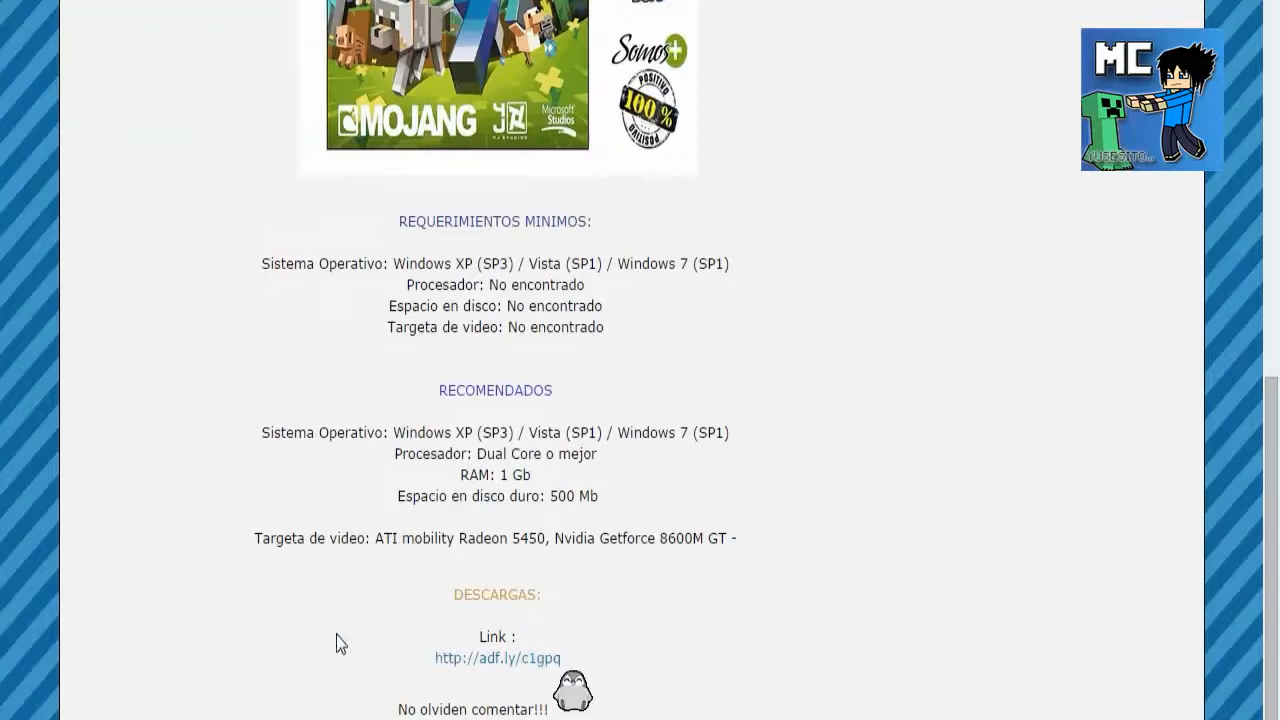 Somos+
POSITIVO
100 %
POSITIVO
MOJANG
Microsoft
Studios
MC
YUGESITO...
REQUERIMIENTOS MINIMOS:
Sistema Operativo: Windows XP (SP3) / Vista (SP1) / Windows 7 (SP1)
Procesador: No encontrado
Espacio en disco: No encontrado
Targeta de video: No encontrado
RECOMENDADOS
Sistema Operativo: Windows XP (SP3) / Vista (SP1) / Windows 7 (SP1)
Procesador: Dual Core o mejor
RAM: 1 Gb
Espacio en disco duro: 500 Mb
Targeta de video: ATI mobility Radeon 5450, Nvidia Getforce 8600M GT -
DESCARGAS:
Link :
http://adf.ly/c1gpq
No olviden comentar!!!